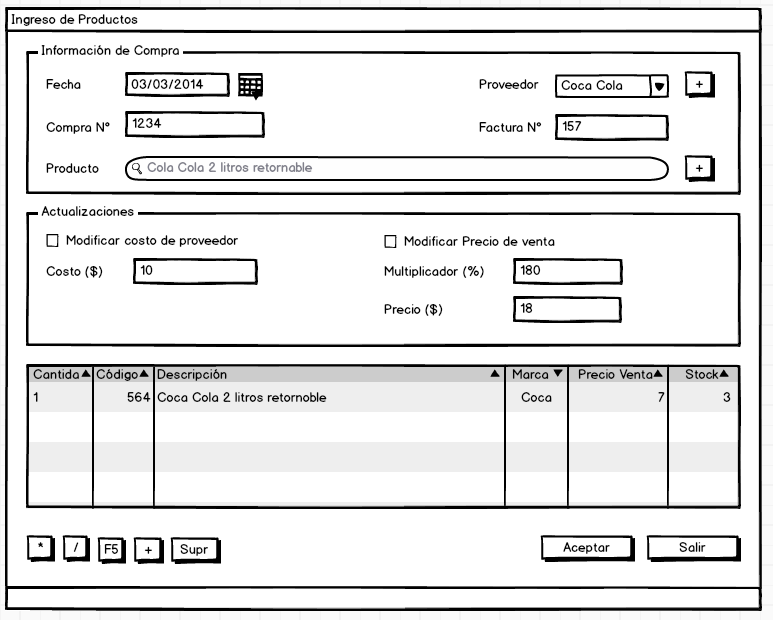 Ingreso de Productos
Información de Compra
Fecha 03/03/2014 Proveedor Coca Cola +
Compra Nº 1234 Factura Nº 157
Producto Cola Cola 2 litros retornable +
Actualizaciones
Modificar costo de proveedor Modificar Precio de venta
Costo ($) 10 Multiplicador (%) 180
Precio ($) 18
Cantida Código Descripción Marca Precio Venta Stock
1 564 Coca Cola 2 litros retornoble Coca 7 3
* / F5 + Supr Aceptar Salir